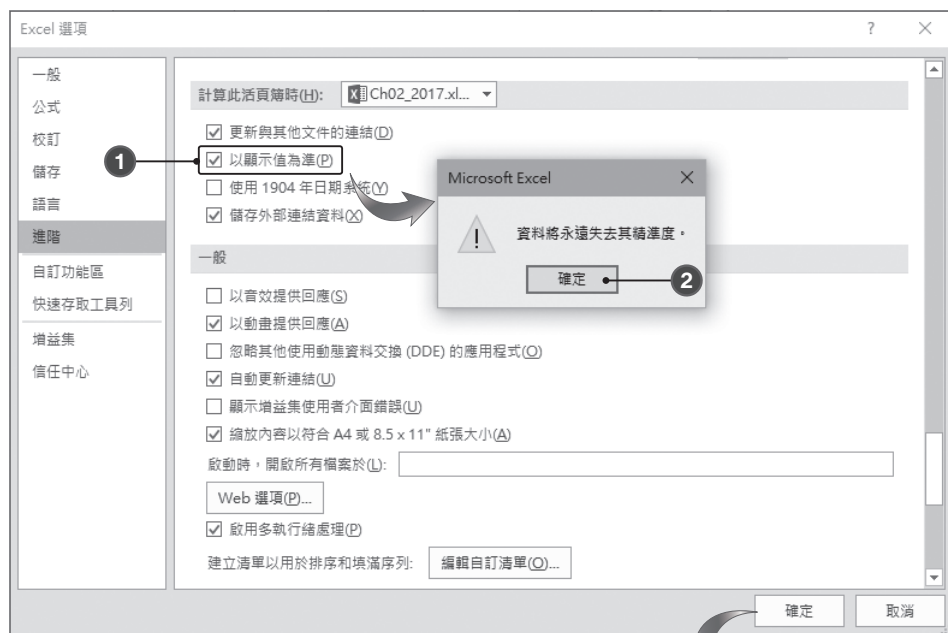 Excel 選項
一般
公式
校訂
儲存
語言
進階
自訂功能區
快速存取工具列
增益集
信任中心
計算此活頁簿時(H): Ch02_2017.xl...
更新與其他文件的連結(D)
1 以顯示值為準(P)
使用 1904 年日期系統(Y)
儲存外部連結資料(X)
Microsoft Excel
資料將永遠失去其精準度。
確定 2
一般
以音效提供回應(S)
以動畫提供回應(A)
忽略其他使用動態資料交換 (DDE) 的應用程式(O)
自動更新連結(U)
顯示增益集使用者介面錯誤(U)
縮放內容以符合 A4 或 8.5 x 11" 紙張大小(A)
啟動時，開啟所有檔案於(L):
Web 選項(P)...
啟用多執行緒處理(P)
建立清單以用於排序和填滿序列: 編輯自訂清單(O)...
確定 取消